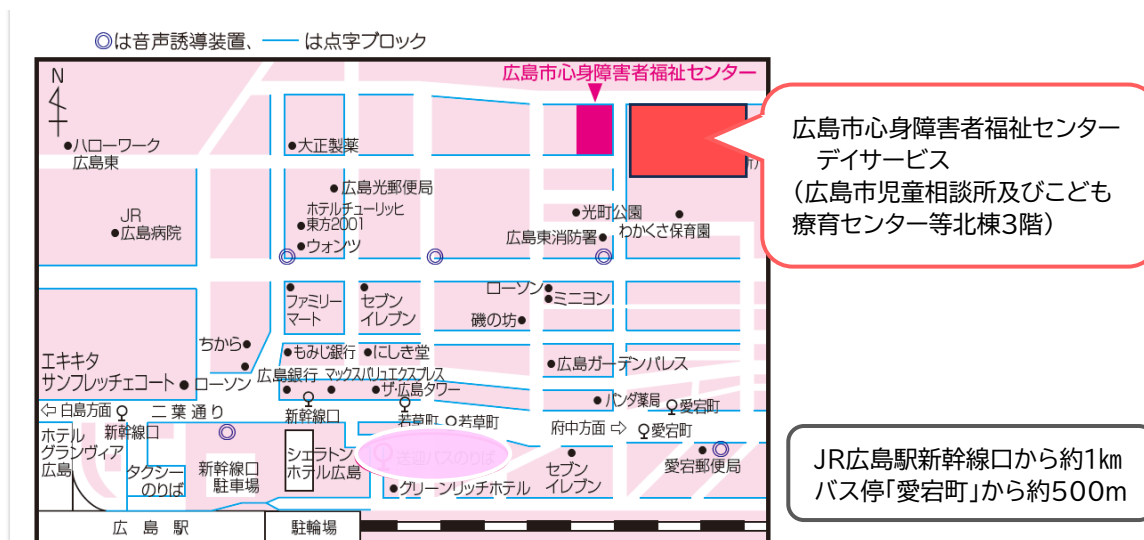 ◎は音声誘導装置、 ── は点字ブロック
N
広島市心身障害者福祉センター
広島市心身障害者福祉センター
デイサービス
(広島市児童相談所及びこども
療育センター等北棟3階)
ハローワーク
広島東
大正製薬
広島光郵便局
ホテルチューリッヒ
東方2001
ウォンツ
JR
広島病院
光町公園
わかくさ保育園
広島東消防署
ファミリー
マート
セブン
イレブン
ローソン
ミニヨン
磯の坊
ちから
もみじ銀行
にしき堂
広島ガーデンパレス
エキキタ
サンフレッチェコート
ローソン
広島銀行
マックスバリュエクスプレス
ザ・広島タワー
パンダ薬局
愛宕町
⇦白島方面
二葉通り
新幹線口
新幹線口
若草町
若草町
府中方面⇨
愛宕町
ホテル
グランヴィア
広島
タクシー
のりば
新幹線口
駐車場
シェラトン
ホテル広島
送迎バスのりば
グリーンリッチホテル
セブン
イレブン
愛宕郵便局
広島駅
駐輪場
JR広島駅新幹線口から約1㎞
バス停「愛宕町」から約500m